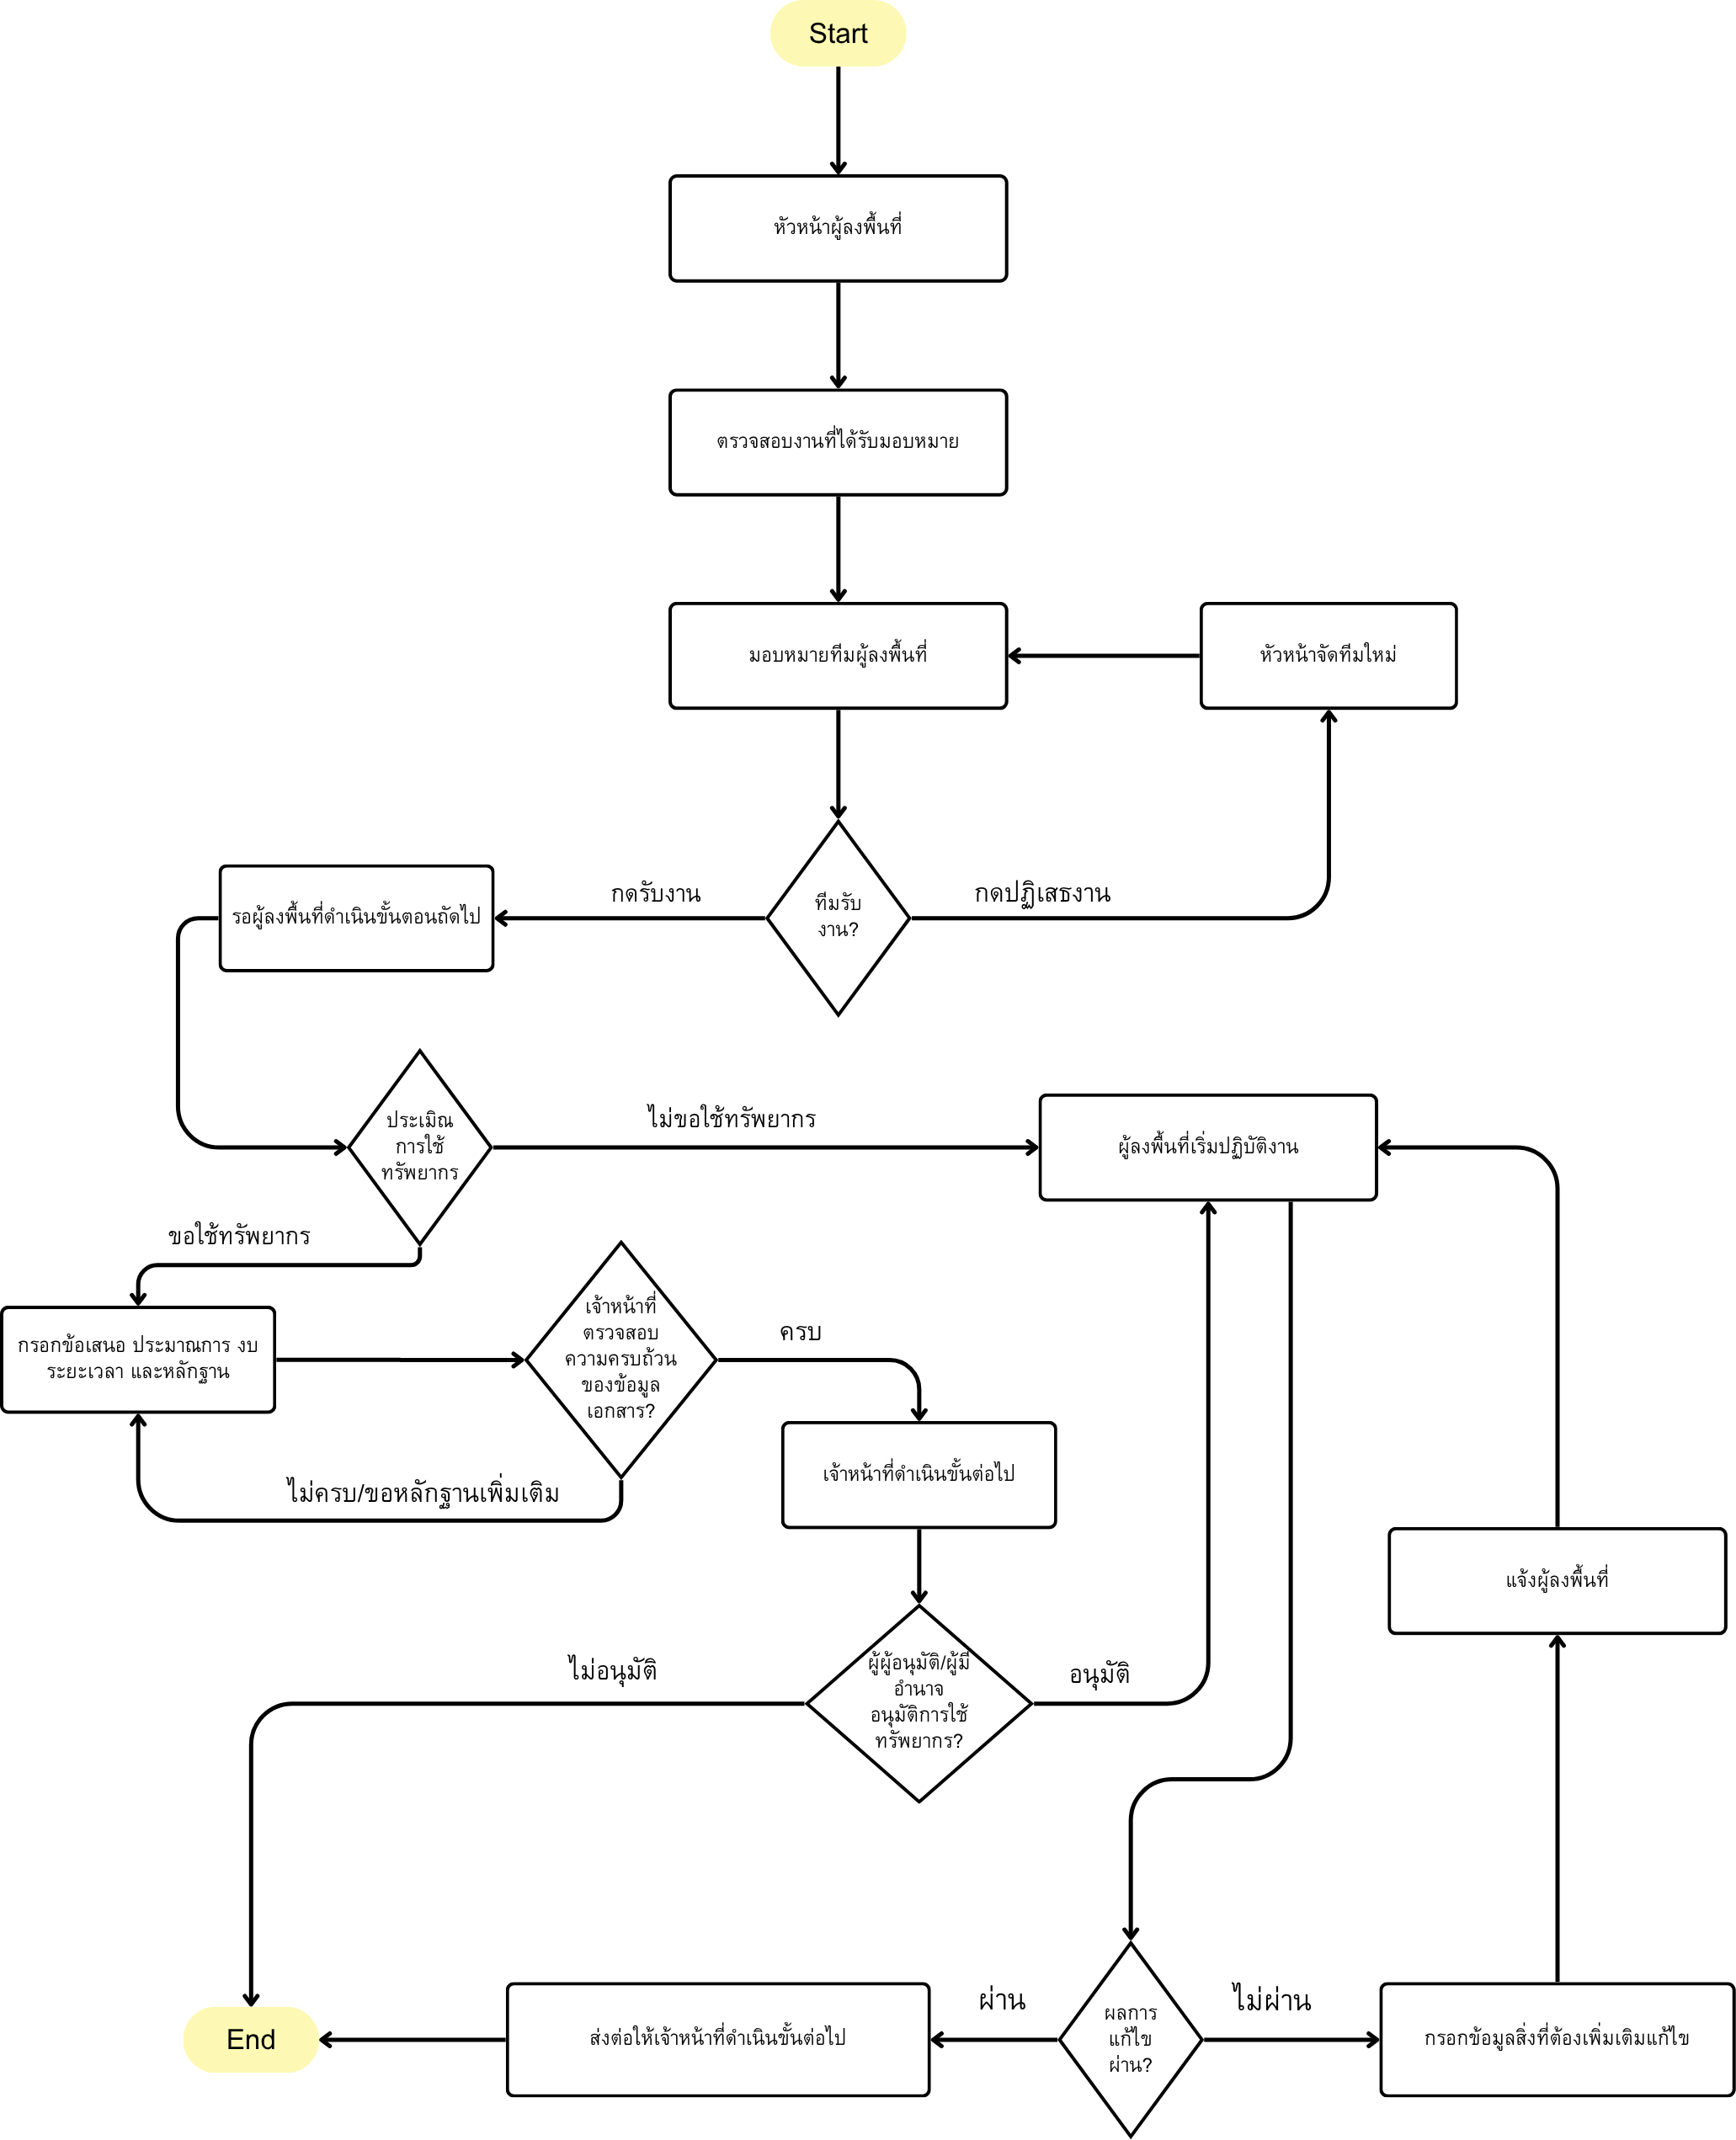 Start
หัวหน้าผู้ลงพื้นที่
ตรวจสอบงานที่ได้รับมอบหมาย
มอบหมายทีมผู้ลงพื้นที่
หัวหน้าจัดทีมใหม่
ทีมรับ
งาน?
กดรับงาน
กดปฏิเสธงาน
รอผู้ลงพื้นที่ดำเนินขั้นตอนถัดไป
ประเมิณ
การใช้
ทรัพยากร
ไม่ขอใช้ทรัพยากร
ผู้ลงพื้นที่เริ่มปฏิบัติงาน
ขอใช้ทรัพยากร
กรอกข้อเสนอ ประมาณการ งบ
ระยะเวลา และหลักฐาน
เจ้าหน้าที่
ตรวจสอบ
ความครบถ้วน
ของข้อมูล
เอกสาร?
ครบ
ไม่ครบ/ขอหลักฐานเพิ่มเติม
เจ้าหน้าที่ดำเนินขั้นต่อไป
แจ้งผู้ลงพื้นที่
ผู้ผู้อนุมัติ/ผู้มี
อำนาจ
อนุมัติการใช้
ทรัพยากร?
ไม่อนุมัติ
อนุมัติ
ผลการ
แก้ไข
ผ่าน?
ผ่าน
ไม่ผ่าน
กรอกข้อมูลสิ่งที่ต้องเพิ่มเติมแก้ไข
ส่งต่อให้เจ้าหน้าที่ดำเนินขั้นต่อไป
End